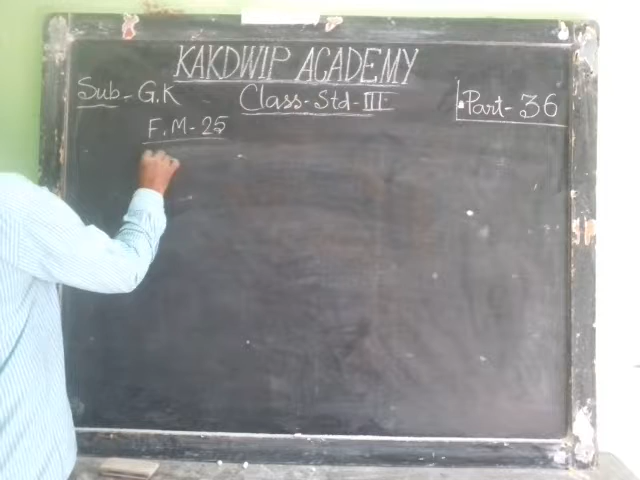 KAKDWIP ACADEMY
Sub- G.K Class- Std- III Part- 36
F.M- 25